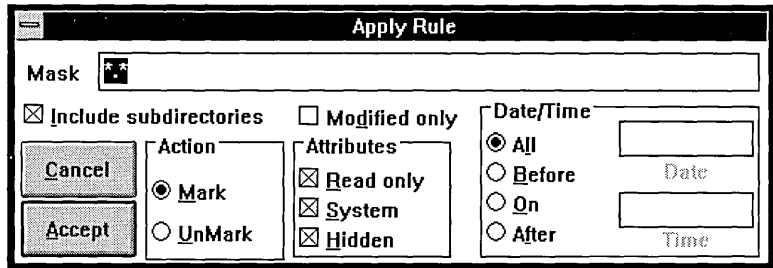 Apply Rule
Mask *.*
Include subdirectories
Modified only
Cancel
Accept
Action
Mark
UnMark
Attributes
Read only
System
Hidden
Date/Time
All
Before
On
After
Date
Time